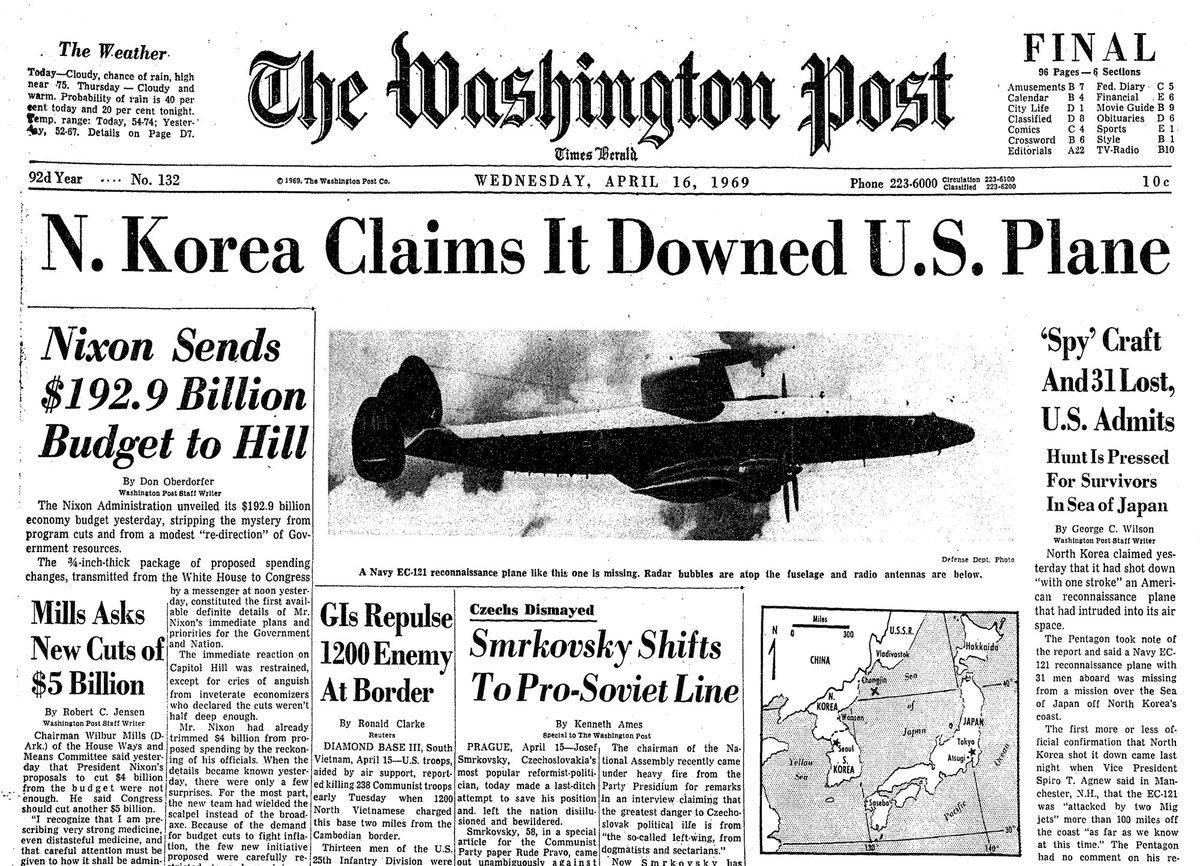 The Weather
Today—Cloudy, chance of rain, high
near 75. Thursday — Cloudy and
warm. Probability of rain is 40 per
cent today and 20 per cent tonight.
Temp. range: Today, 54-74; Yester-
day, 52-67. Details on Page D7.
The Washington Post
Times Herald
FINAL
96 Pages — 6 Sections
Amusements B 7 Fed. Diary C 5
Calendar B 4 Financial E 6
City Life D 1 Movie Guide B 9
Classified D 8 Obituaries D 6
Comics C 4 Sports E 1
Crossword B 6 Style B 1
Editorials A22 TV-Radio B10
92d Year .... No. 132 © 1969. The Washington Post Co. WEDNESDAY, APRIL 16, 1969 Phone 223-6000 Circulation 223-6100 Classified 223-6200 10c
N. Korea Claims It Downed U.S. Plane
Nixon Sends
$192.9 Billion
Budget to Hill
By Don Oberdorfer
Washington Post Staff Writer
The Nixon Administration unveiled its $192.9 billion
economy budget yesterday, stripping the mystery from
program cuts and from a modest "re-direction" of Gov-
ernment resources.
The ¾-inch-thick package of proposed spending
changes, transmitted from the White House to Congress
by a messenger at noon yester-
day, constituted the first avail-
able definite details of Mr.
Nixon's immediate plans and
priorities for the Government
and Nation.
The immediate reaction on
Capitol Hill was restrained,
except for cries of anguish
from inveterate economizers
who declared the cuts weren't
half deep enough.
Mr. Nixon had already
trimmed $4 billion from pro-
posed spending by the reckon-
ing of his officials. When the
details became known yester-
day, there were only a few
surprises. For the most part,
the new team had wielded the
scalpel instead of the broad-
axe. Because of the demand
for budget cuts to fight infla-
tion, the few new initiative
proposed were carefully re-
Mills Asks
New Cuts of
$5 Billion
By Robert C. Jensen
Washington Post Staff Writer
Chairman Wilbur Mills (D-
Ark.) of the House Ways and
Means Committee said yester-
day that President Nixon's
proposals to cut $4 billion
from the budget were not
enough. He said Congress
should cut another $5 billion.
"I recognize that I am pre-
scribing very strong medicine,
even distasteful medicine, and
that careful attention must be
given to how it shall be admin-
Defense Dept. Photo
A Navy EC-121 reconnaissance plane like this one is missing. Radar bubbles are atop the fuselage and radio antennas are below.
GIs Repulse
1200 Enemy
At Border
By Ronald Clarke
Reuters
DIAMOND BASE III, South
Vietnam, April 15—U.S. troops,
aided by air support, report-
ed killing 238 Communist troops
early Tuesday when 1200
North Vietnamese charged
this base two miles from the
Cambodian border.
Thirteen men of the U.S.
25th Infantry Division were
Czechs Dismayed
Smrkovsky Shifts
To Pro-Soviet Line
By Kenneth Ames
Special to The Washington Post
PRAGUE, April 15—Josef
Smrkovsky, Czechoslovakia's
most popular reformist-politi-
cian, today made a last-ditch
attempt to save his position
and left the nation disillu-
sioned and bewildered.
Smrkovsky, 58, in a special
article for the Communist
Party paper Rude Pravo, came
out unambiguously against
The chairman of the Na-
tional Assembly recently came
under heavy fire from the
Party Presidium for remarks
in an interview claiming that
the greatest danger to Czecho-
slovak political life is from
"the so-called left-wing, from
dogmatists and sectarians."
Now Smrkovsky has
Miles
0 300
N
U.S.S.R.
CHINA
Vladivostok
Hokkaido
Chongjin
Sea
40°
N. KOREA
Wonsan
of
Japan
JAPAN
Seoul
S. KOREA
Tokyo
Atsugi
Yellow Sea
Sasebo
Pacific Ocean
130°
30°
'Spy' Craft
And 31 Lost,
U.S. Admits
Hunt Is Pressed
For Survivors
In Sea of Japan
By George C. Wilson
Washington Post Staff Writer
North Korea claimed yes-
terday that it had shot down
"with one stroke" an Ameri-
can reconnaissance plane
that had intruded into its air
space.
The Pentagon took note of
the report and said a Navy EC-
121 reconnaissance plane with
31 men aboard was missing
from a mission over the Sea
of Japan off North Korea's
coast.
The first more or less of-
ficial confirmation that North
Korea shot it down came last
night when Vice President
Spiro T. Agnew said in Man-
chester, N.H., that the EC-121
was "attacked by two Mig
jets" more than 100 miles off
the coast "as far as we know
at this time." The Pentagon
had no comment on his re-